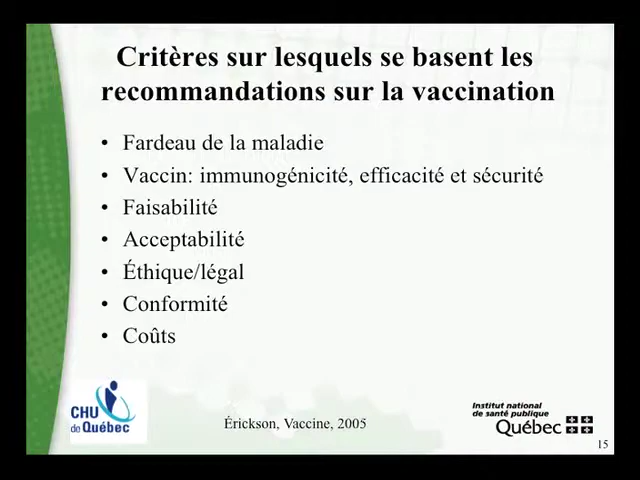 Critères sur lesquels se basent les
recommandations sur la vaccination
• Fardeau de la maladie
• Vaccin: immunogénicité, efficacité et sécurité
• Faisabilité
• Acceptabilité
• Éthique/légal
• Conformité
• Coûts
CHU
de Québec
Érickson, Vaccine, 2005
Institut national
de santé publique
Québec
15